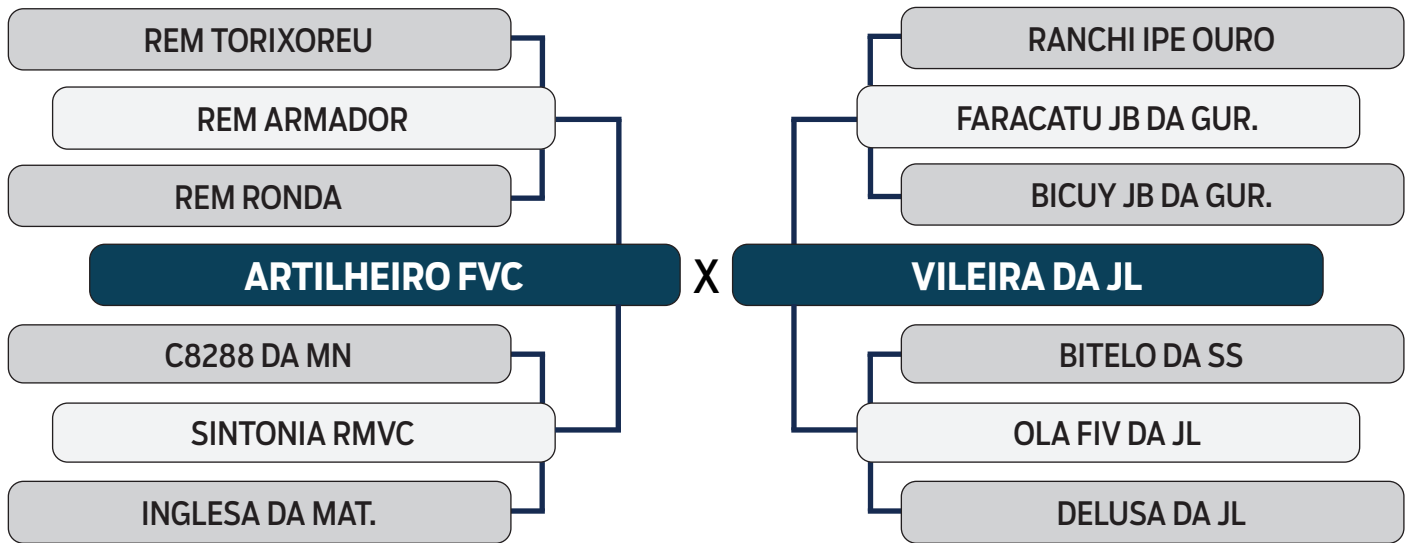 REM TORIXOREU
REM ARMADOR
REM RONDA
ARTILHEIRO FVC
C8288 DA MN
SINTONIA RMVC
INGLESA DA MAT.
X
RANCHI IPE OURO
FARACATU JB DA GUR.
BICUY JB DA GUR.
VILEIRA DA JL
BITELO DA SS
OLA FIV DA JL
DELUSA DA JL